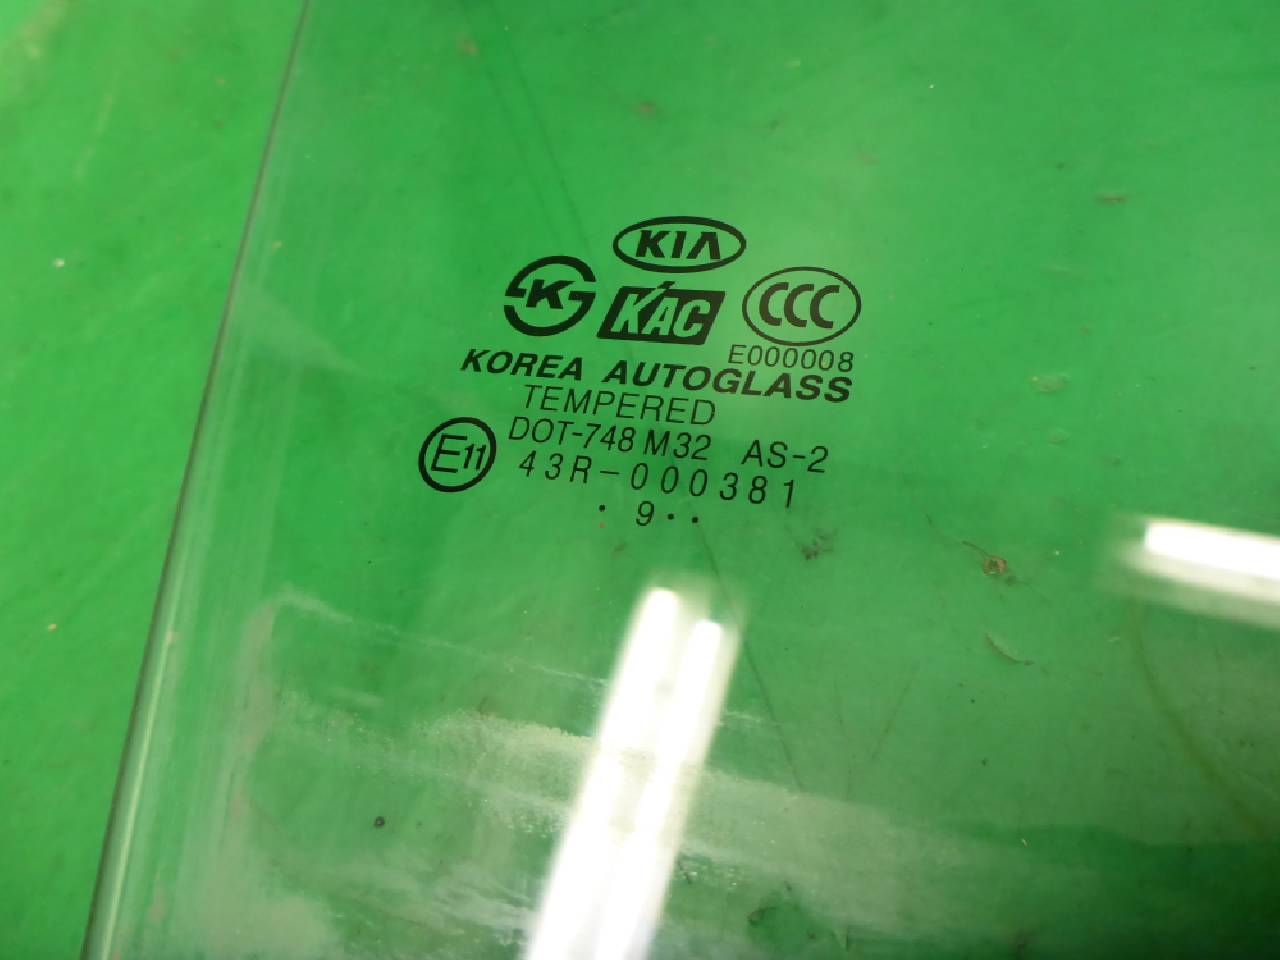 KIA
K
KAC
CCC
E000008
KOREA AUTOGLASS
TEMPERED
DOT-748 M32 AS-2
E11
43R-000381
. 9 . .